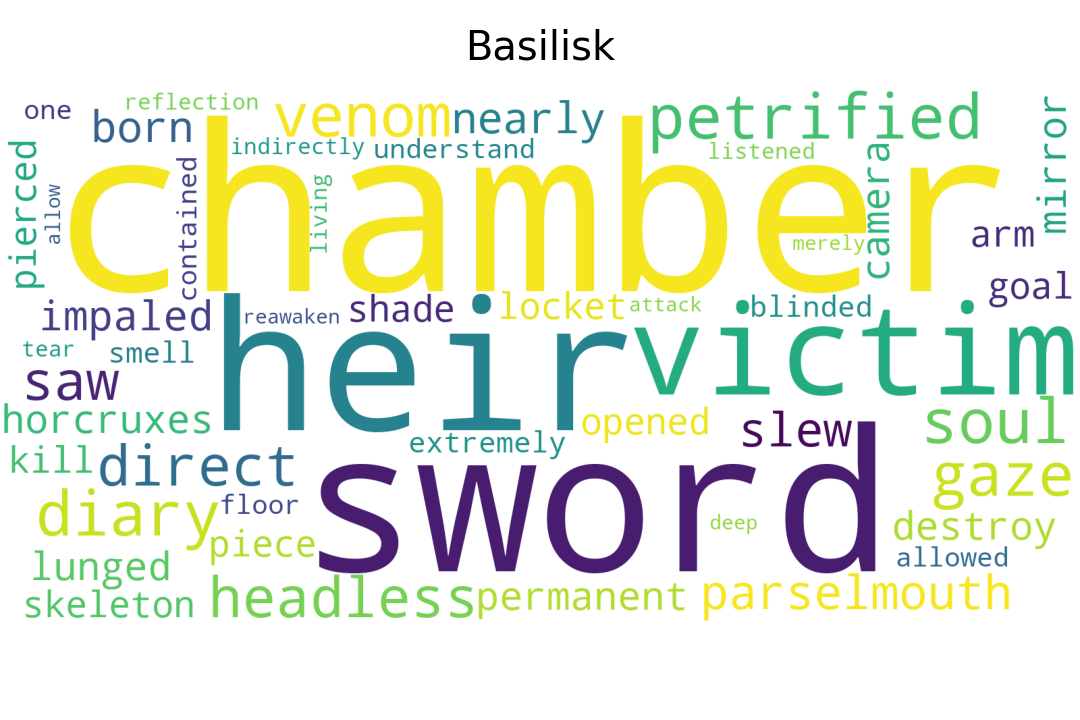 Basilisk
one
reflection
born
venom
nearly
petrified
mirror
indirectly
understand
listened
pierced
allow
contained
living
chamber
merely
camera
arm
goal
impaled
reawaken
shade
locket
attack
blinded
tear
smell
saw
heir
victim
horcruxes
opened
slew
soul
extremely
kill
direct
sword
gaze
diary
floor
deep
destroy
piece
allowed
lunged
skeleton
headless
permanent
parselmouth